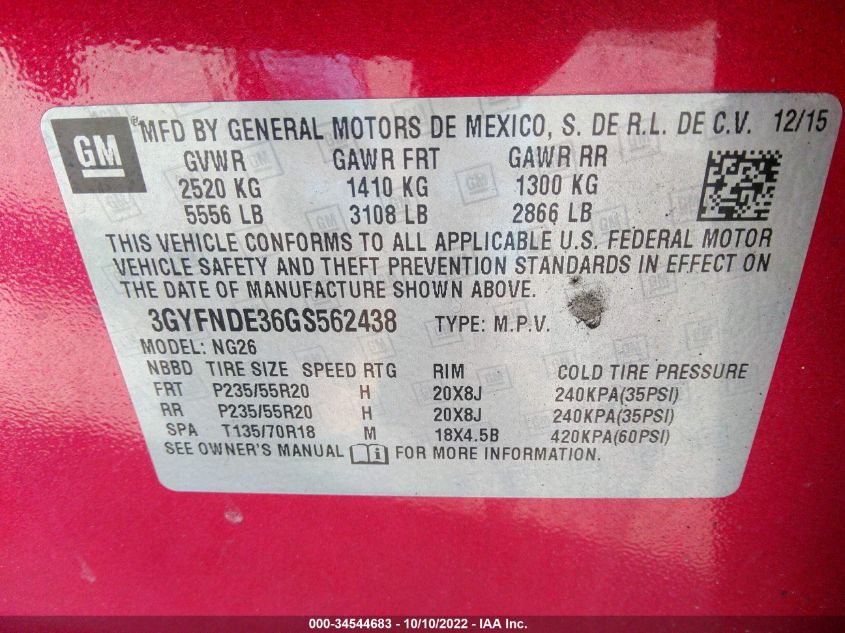 GM
MFD BY GENERAL MOTORS DE MEXICO, S. DE R.L. DE C.V. 12/15
GVWR GAWR FRT GAWR RR
2520 KG 1410 KG 1300 KG
5556 LB 3108 LB 2866 LB
THIS VEHICLE CONFORMS TO ALL APPLICABLE U.S. FEDERAL MOTOR
VEHICLE SAFETY AND THEFT PREVENTION STANDARDS IN EFFECT ON
THE DATE OF MANUFACTURE SHOWN ABOVE.
3GYFNDE36GS562438 TYPE: M.P.V.
MODEL: NG26
NBBD TIRE SIZE SPEED RTG RIM COLD TIRE PRESSURE
FRT P235/55R20 H 20X8J 240KPA(35PSI)
RR P235/55R20 H 20X8J 240KPA(35PSI)
SPA T135/70R18 M 18X4.5B 420KPA(60PSI)
SEE OWNER'S MANUAL i FOR MORE INFORMATION.
000-34544683 - 10/10/2022 - IAA Inc.